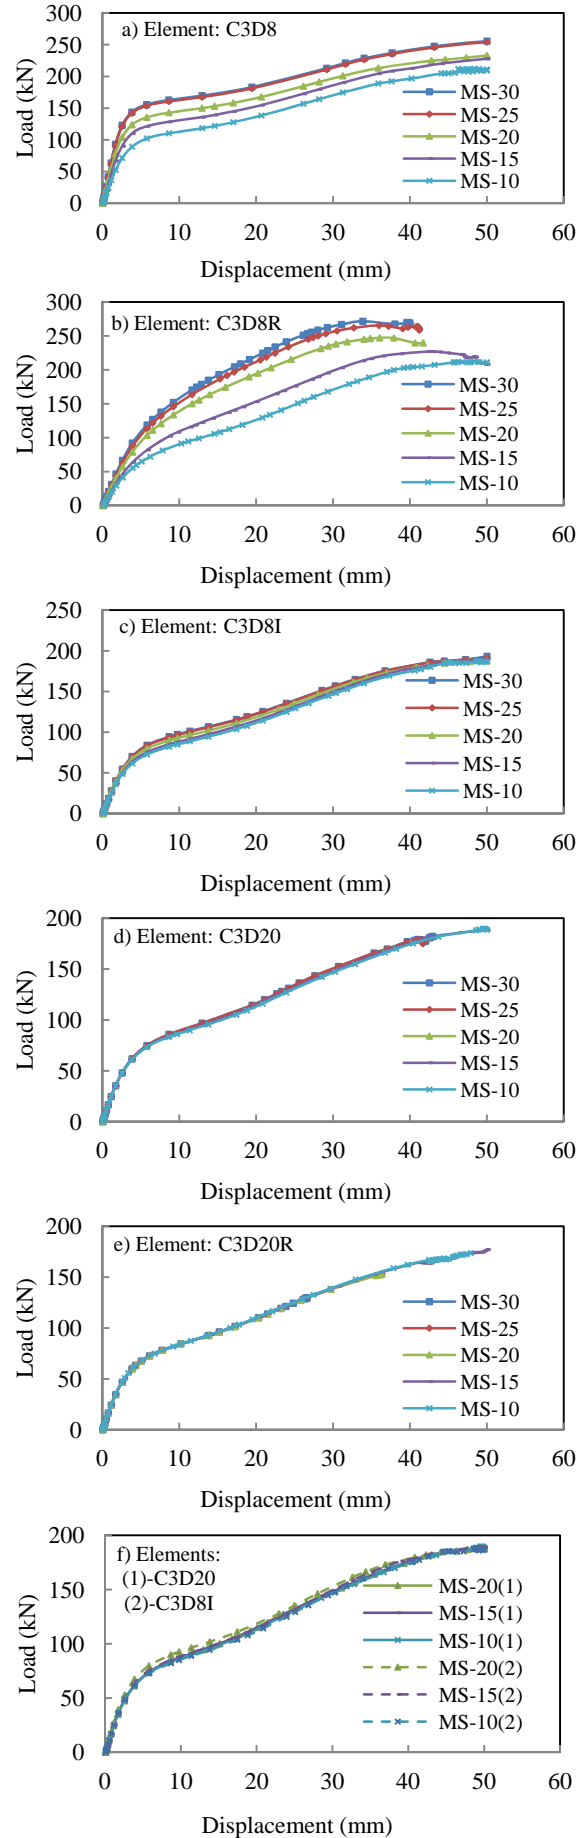 a) Element: C3D8
Load (kN)
300
250
200
150
100
50
0
MS-30
MS-25
MS-20
MS-15
MS-10
0 10 20 30 40 50 60
Displacement (mm)
b) Element: C3D8R
Load (kN)
300
250
200
150
100
50
0
MS-30
MS-25
MS-20
MS-15
MS-10
0 10 20 30 40 50 60
Displacement (mm)
c) Element: C3D8I
Load (kN)
250
200
150
100
50
0
MS-30
MS-25
MS-20
MS-15
MS-10
0 10 20 30 40 50 60
Displacement (mm)
d) Element: C3D20
Load (kN)
200
150
100
50
0
MS-30
MS-25
MS-20
MS-15
MS-10
0 10 20 30 40 50 60
Displacement (mm)
e) Element: C3D20R
Load (kN)
200
150
100
50
0
MS-30
MS-25
MS-20
MS-15
MS-10
0 10 20 30 40 50 60
Displacement (mm)
f) Elements:
(1)-C3D20
(2)-C3D8I
Load (kN)
200
150
100
50
0
MS-20(1)
MS-15(1)
MS-10(1)
MS-20(2)
MS-15(2)
MS-10(2)
0 10 20 30 40 50 60
Displacement (mm)